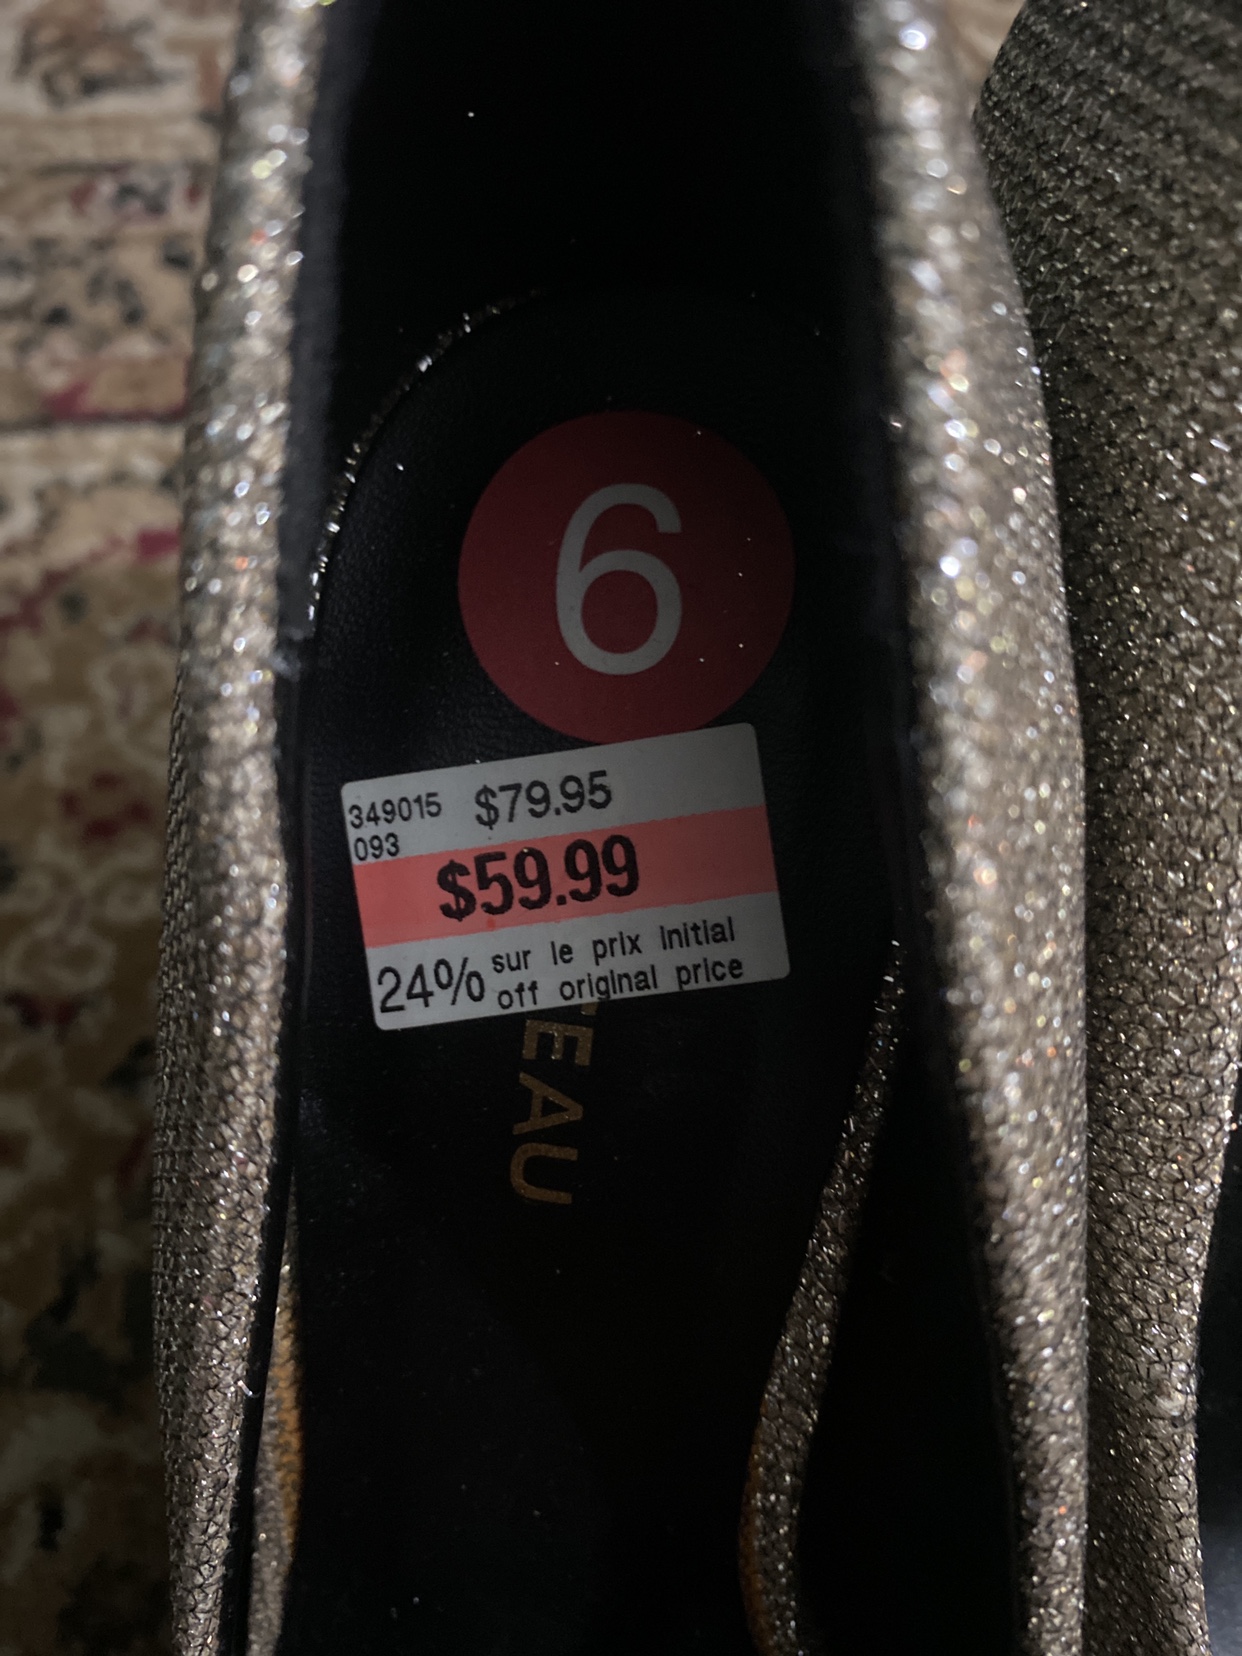 6
349015 $79.95
093
$59.99
24% sur le prix initial
off original price
EAU